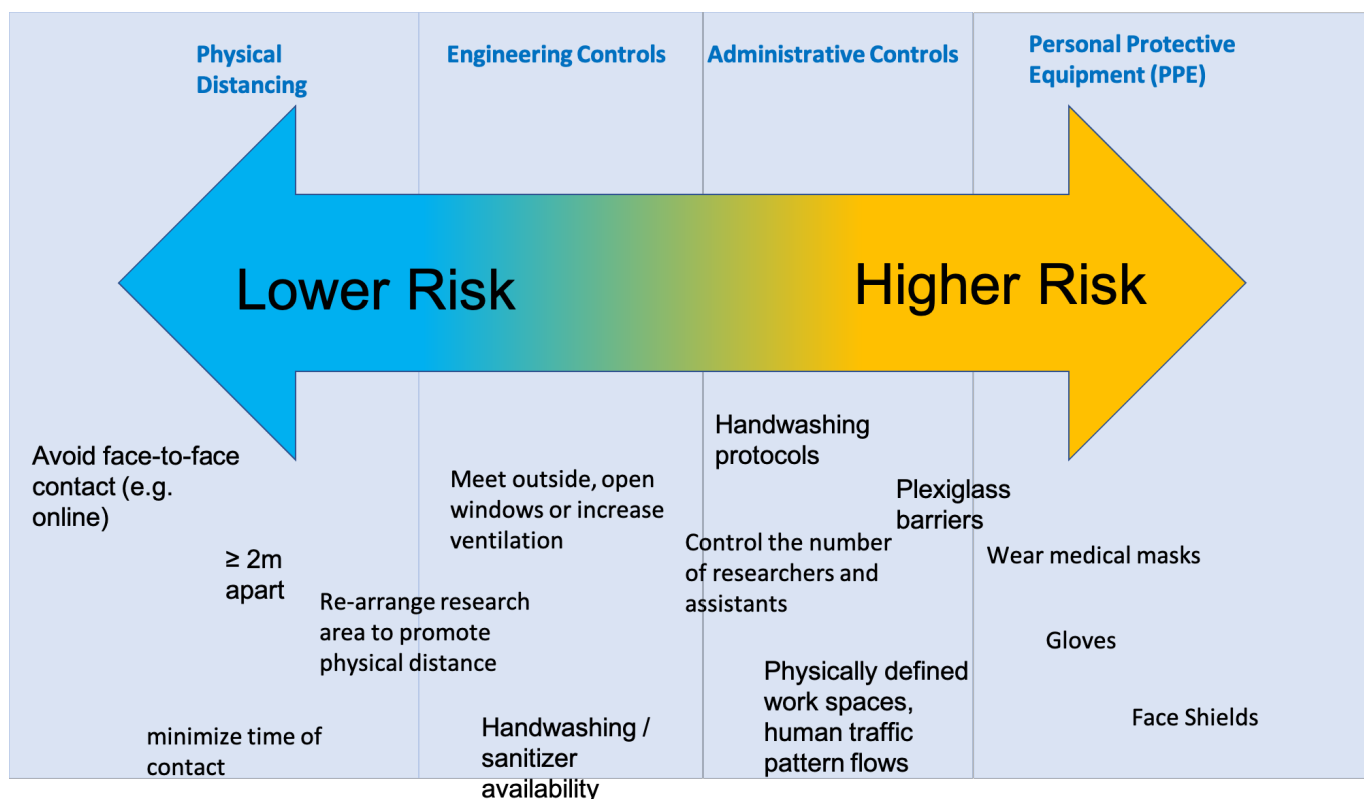 Physical
Distancing
Engineering Controls
Administrative Controls
Personal Protective
Equipment (PPE)
Lower Risk
Higher Risk
Avoid face-to-face
contact (e.g.
online)
≥ 2m
apart
Re-arrange research
area to promote
physical distance
minimize time of
contact
Meet outside, open
windows or increase
ventilation
Handwashing /
sanitizer
availability
Handwashing
protocols
Plexiglass
barriers
Control the number
of researchers and
assistants
Physically defined
work spaces,
human traffic
pattern flows
Wear medical masks
Gloves
Face Shields